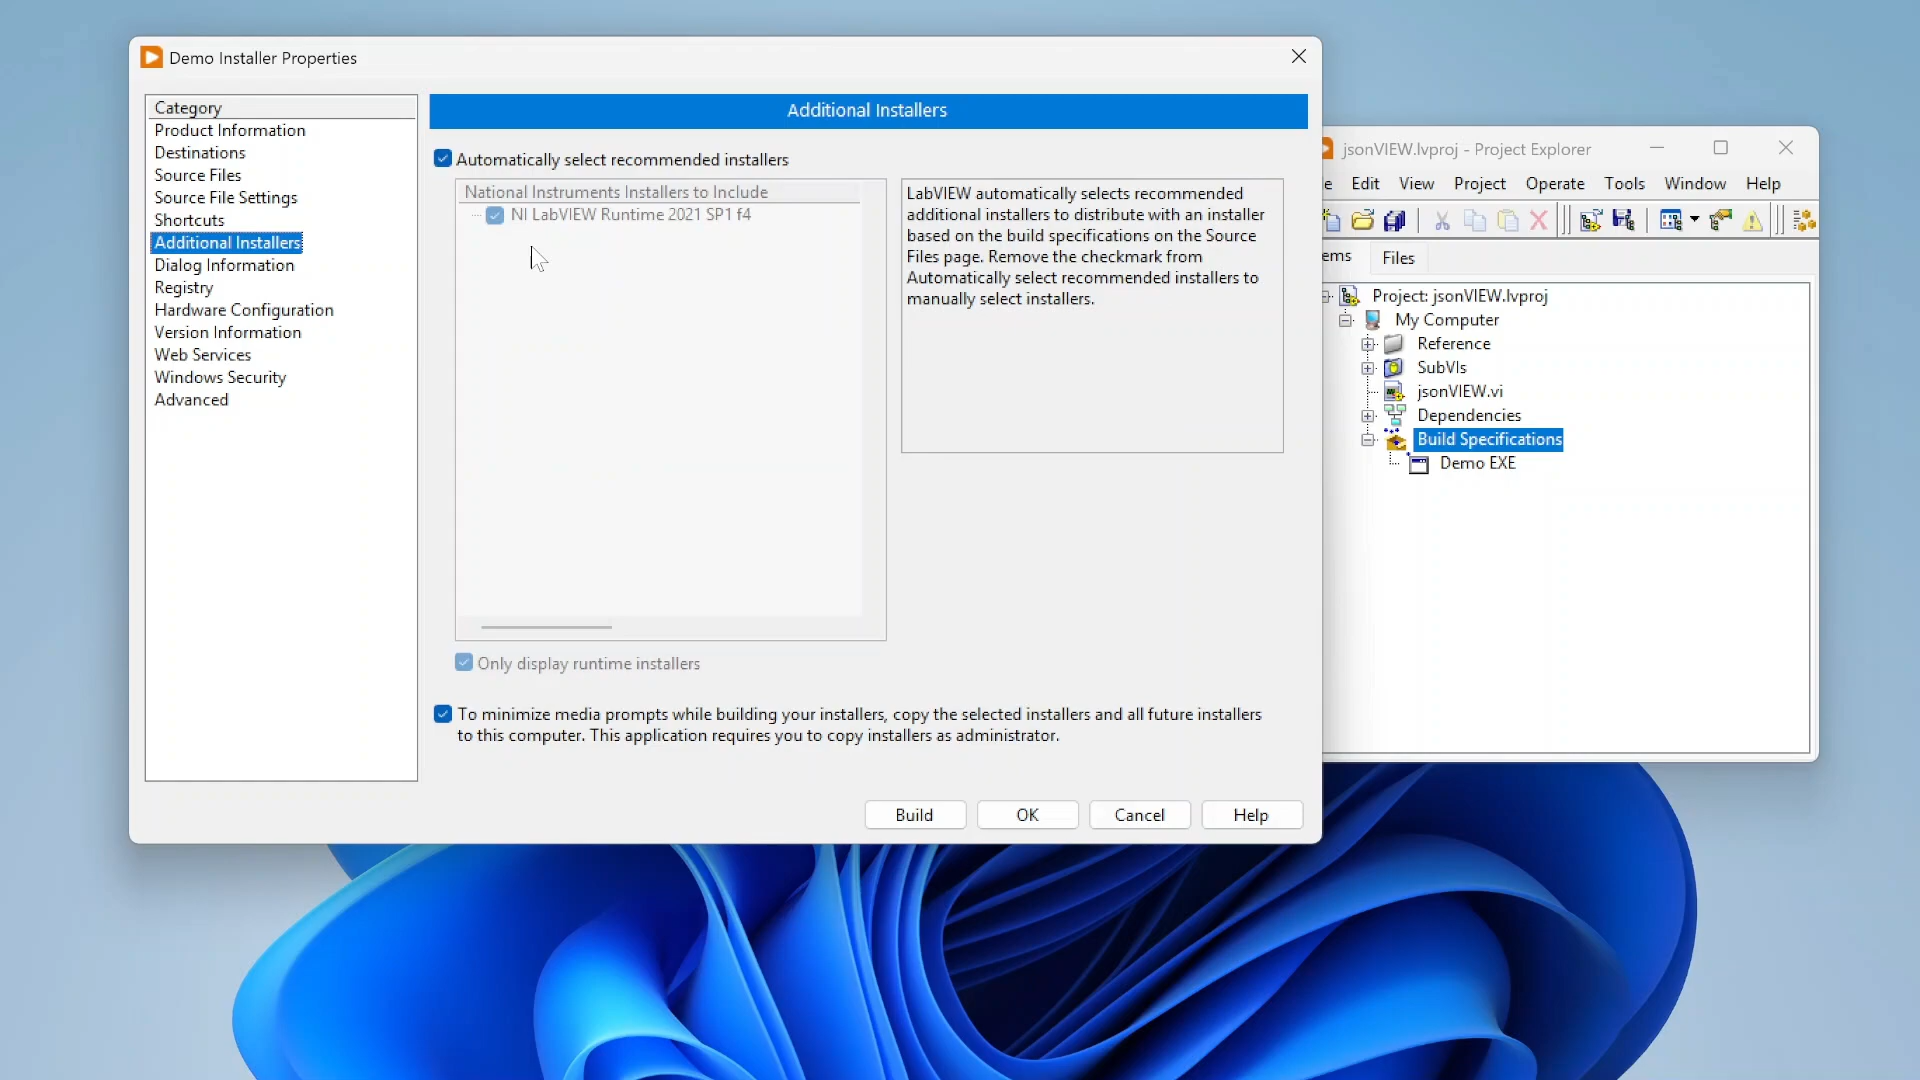 Demo Installer Properties
Category
Product Information
Destinations
Source Files
Source File Settings
Shortcuts
Additional Installers
Dialog Information
Registry
Hardware Configuration
Version Information
Web Services
Windows Security
Advanced
Additional Installers
Automatically select recommended installers
National Instruments Installers to Include
NI LabVIEW Runtime 2021 SP1 f4
LabVIEW automatically selects recommended
additional installers to distribute with an installer
based on the build specifications on the Source
Files page. Remove the checkmark from
Automatically select recommended installers to
manually select installers.
Only display runtime installers
To minimize media prompts while building your installers, copy the selected installers and all future installers
to this computer. This application requires you to copy installers as administrator.
Build OK Cancel Help
jsonVIEW.lvproj - Project Explorer
e Edit View Project Operate Tools Window Help
ems Files
Project: jsonVIEW.lvproj
My Computer
Reference
SubVIs
jsonVIEW.vi
Dependencies
Build Specifications
Demo EXE